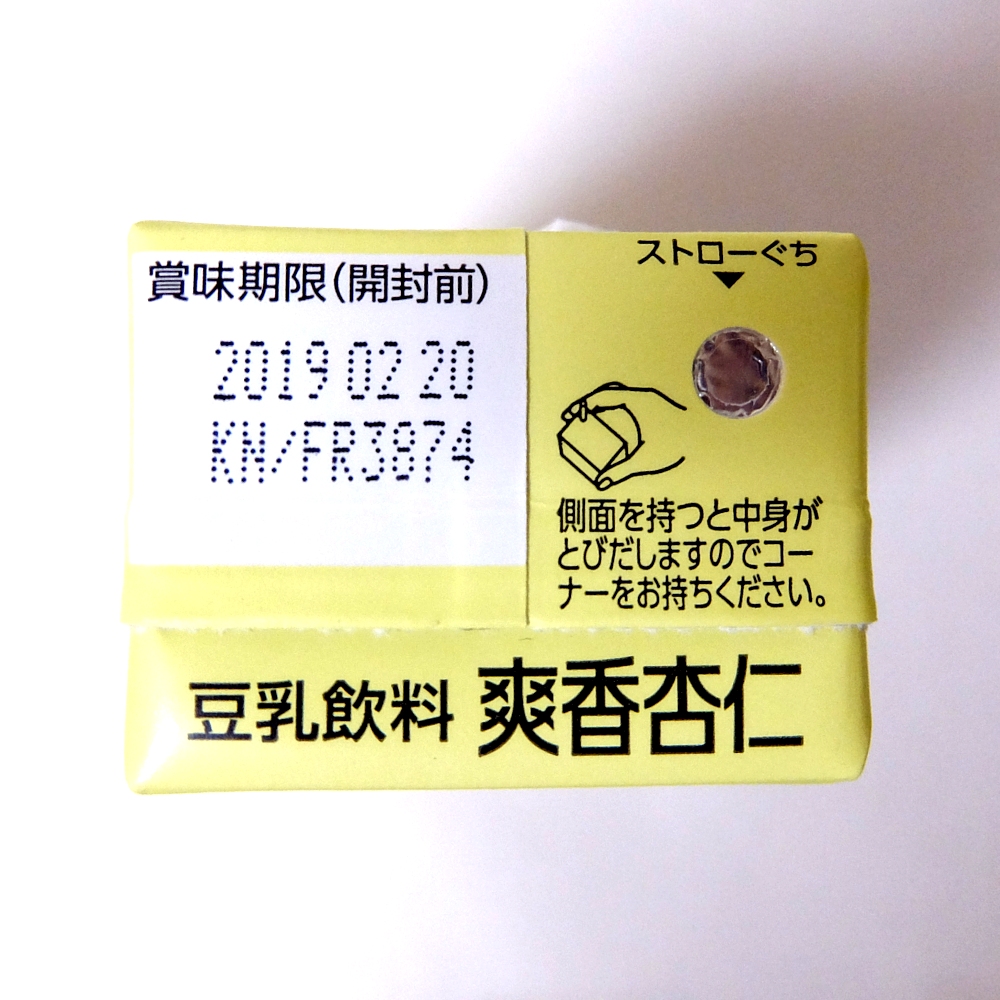 賞味期限(開封前)
2019 02 20
KN/FR3874
ストローぐち
側面を持つと中身が
とびだしますのでコー
ナーをお持ちください。
豆乳飲料 爽香杏仁